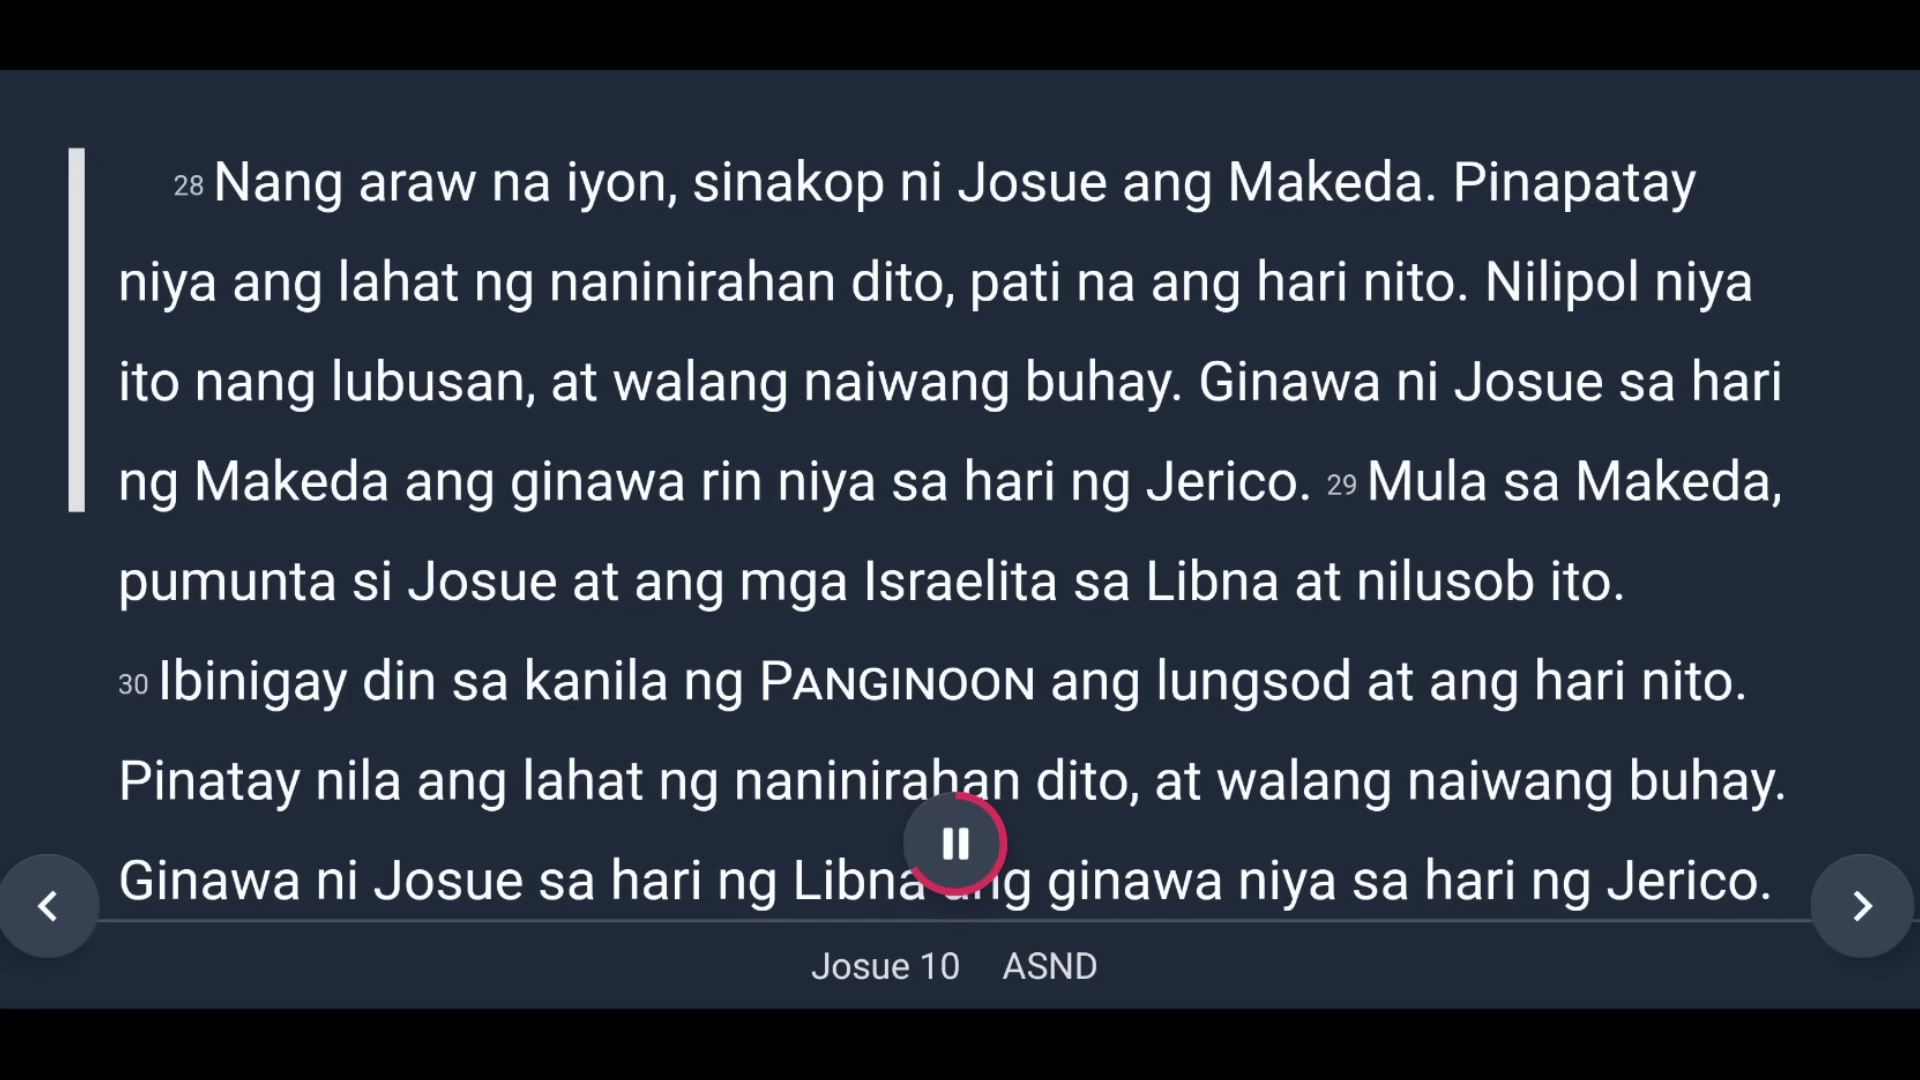 28 Nang araw na iyon, sinakop ni Josue ang Makeda. Pinapatay
niya ang lahat ng naninirahan dito, pati na ang hari nito. Nilipol niya
ito nang lubusan, at walang naiwang buhay. Ginawa ni Josue sa hari
ng Makeda ang ginawa rin niya sa hari ng Jerico. 29 Mula sa Makeda,
pumunta si Josue at ang mga Israelita sa Libna at nilusob ito.
30 Ibinigay din sa kanila ng PANGINOON ang lungsod at ang hari nito.
Pinatay nila ang lahat ng naninirahan dito, at walang naiwang buhay.
Ginawa ni Josue sa hari ng Libna ang ginawa niya sa hari ng Jerico.
Josue 10 ASND